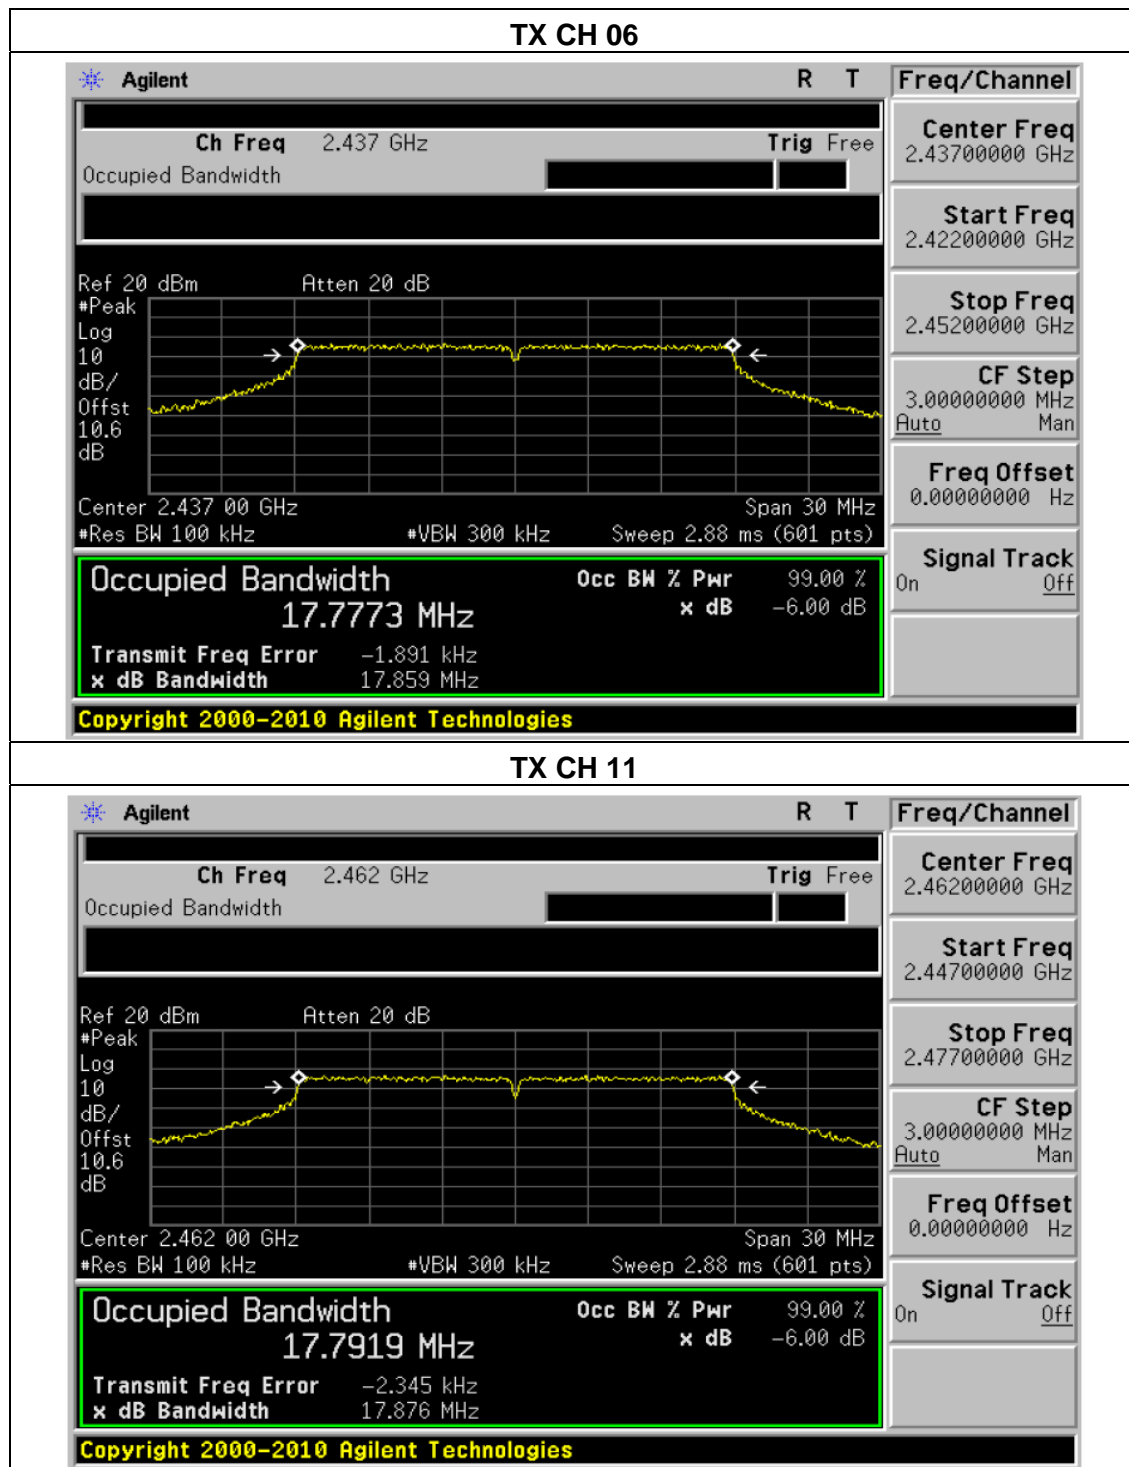 TX CH 06
Agilent R T Freq/Channel
Ch Freq 2.437 GHz Trig Free
Occupied Bandwidth
Center Freq
2.43700000 GHz
Start Freq
2.42200000 GHz
Stop Freq
2.45200000 GHz
CF Step
3.00000000 MHz
Auto Man
Freq Offset
0.00000000 Hz
Signal Track
On Off
Ref 20 dBm Atten 20 dB
#Peak
Log
10
dB/
Offst
10.6
dB
Center 2.437 00 GHz Span 30 MHz
#Res BW 100 kHz #VBW 300 kHz Sweep 2.88 ms (601 pts)
Occupied Bandwidth Occ BW % Pwr 99.00 %
17.7773 MHz x dB -6.00 dB
Transmit Freq Error -1.891 kHz
x dB Bandwidth 17.859 MHz
Copyright 2000-2010 Agilent Technologies
TX CH 11
Agilent R T Freq/Channel
Ch Freq 2.462 GHz Trig Free
Occupied Bandwidth
Center Freq
2.46200000 GHz
Start Freq
2.44700000 GHz
Stop Freq
2.47700000 GHz
CF Step
3.00000000 MHz
Auto Man
Freq Offset
0.00000000 Hz
Signal Track
On Off
Ref 20 dBm Atten 20 dB
#Peak
Log
10
dB/
Offst
10.6
dB
Center 2.462 00 GHz Span 30 MHz
#Res BW 100 kHz #VBW 300 kHz Sweep 2.88 ms (601 pts)
Occupied Bandwidth Occ BW % Pwr 99.00 %
17.7919 MHz x dB -6.00 dB
Transmit Freq Error -2.345 kHz
x dB Bandwidth 17.876 MHz
Copyright 2000-2010 Agilent Technologies